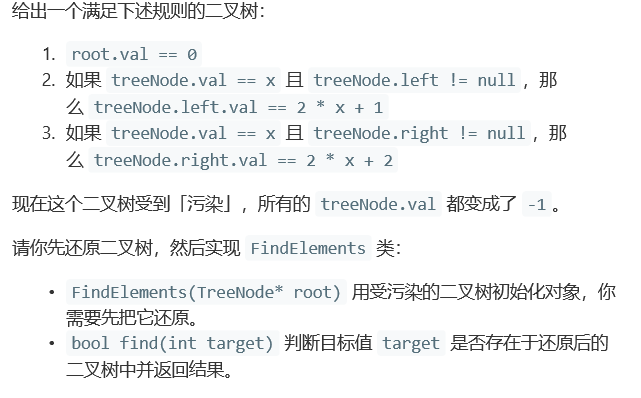 给出一个满足下述规则的二叉树：
1. root.val == 0
2. 如果 treeNode.val == x 且 treeNode.left != null，那
么 treeNode.left.val == 2 * x + 1
3. 如果 treeNode.val == x 且 treeNode.right != null，那
么 treeNode.right.val == 2 * x + 2
现在这个二叉树受到「污染」，所有的 treeNode.val 都变成了 -1。
请你先还原二叉树，然后实现 FindElements 类：
• FindElements(TreeNode* root) 用受污染的二叉树初始化对象，你
需要先把它还原。
• bool find(int target) 判断目标值 target 是否存在于还原后的
二叉树中并返回结果。